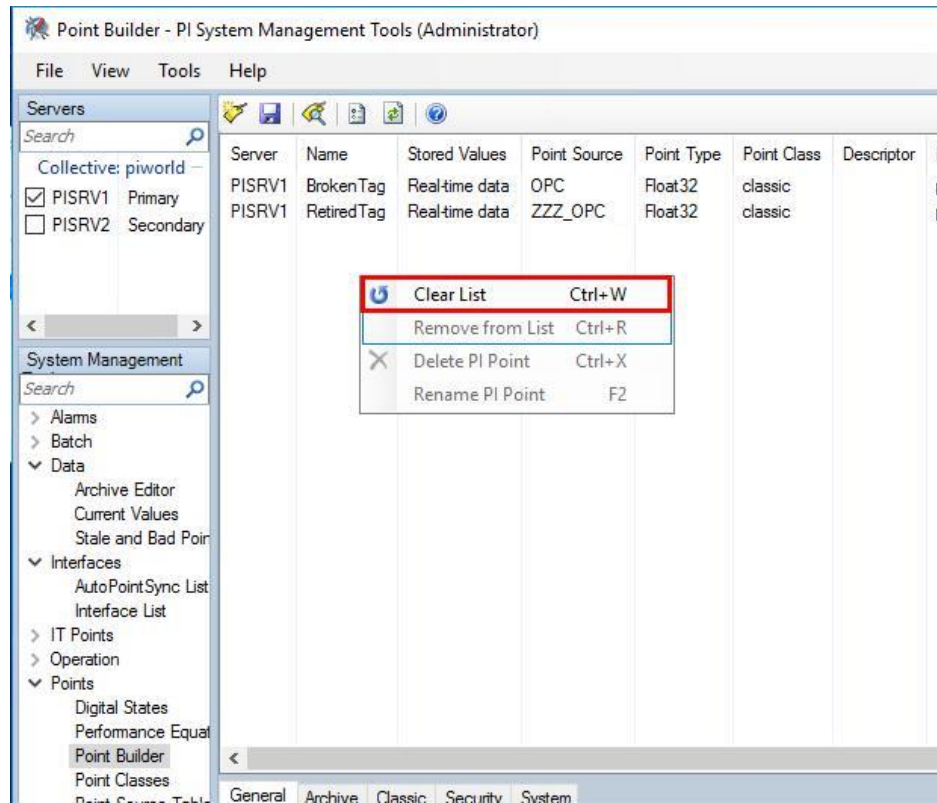 Point Builder - PI System Management Tools (Administrator)
File View Tools Help
Servers
Search
Collective: piworld
PISRV1 Primary
PISRV2 Secondary
System Management
Search
Alarms
Batch
Data
Archive Editor
Current Values
Stale and Bad Poin
Interfaces
AutoPointSync List
Interface List
IT Points
Operation
Points
Digital States
Performance Equat
Point Builder
Point Classes
Server Name Stored Values Point Source Point Type Point Class Descriptor
PISRV1 BrokenTag Real-time data OPC Float32 classic
PISRV1 RetiredTag Real-time data ZZZ_OPC Float32 classic
Clear List Ctrl+W
Remove from List Ctrl+R
Delete PI Point Ctrl+X
Rename PI Point F2
General Archive Classic Security System